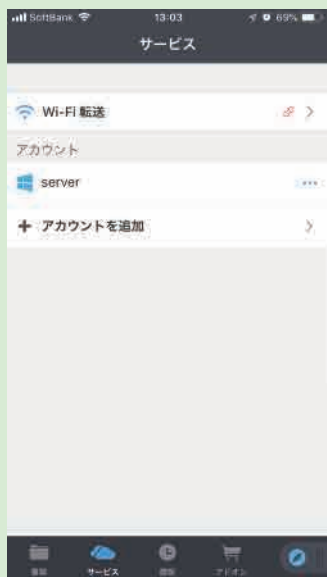 SoftBank 13:03 69%
サービス
Wi-Fi 転送
アカウント
server
アカウントを追加
サービス